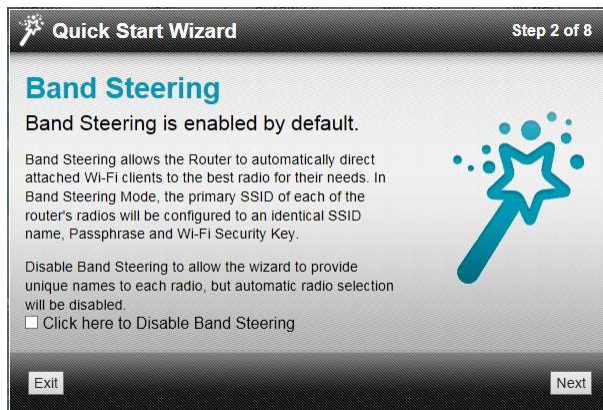 Quick Start Wizard
Step 2 of 8
Band Steering
Band Steering is enabled by default.
Band Steering allows the Router to automatically direct
attached Wi-Fi clients to the best radio for their needs. In
Band Steering Mode, the primary SSID of each of the
router's radios will be configured to an identical SSID
name, Passphrase and Wi-Fi Security Key.
Disable Band Steering to allow the wizard to provide
unique names to each radio, but automatic radio selection
will be disabled.
Click here to Disable Band Steering
Exit
Next